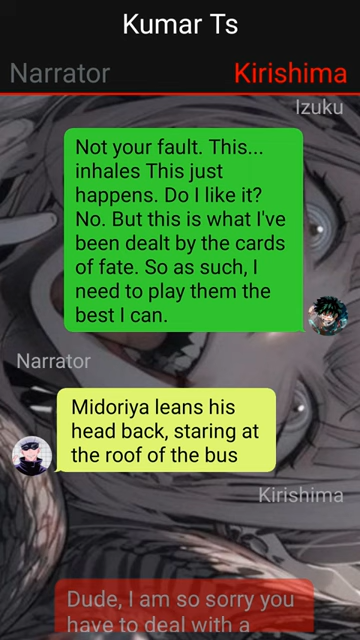 Kumar Ts
Narrator
Kirishima
Izuku
Not your fault. This...
inhales This just
happens. Do I like it?
No. But this is what I've
been dealt by the cards
of fate. So as such, I
need to play them the
best I can.
Narrator
Midoriya leans his
head back, staring at
the roof of the bus
Kirishima
Dude, I am so sorry you
have to deal with a